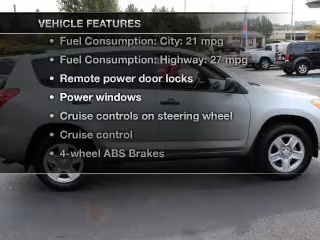 VEHICLE FEATURES
• Fuel Consumption: City: 21 mpg
• Fuel Consumption: Highway: 27 mpg
• Remote power door locks
• Power windows
• Cruise controls on steering wheel
• Cruise control
• 4-wheel ABS Brakes